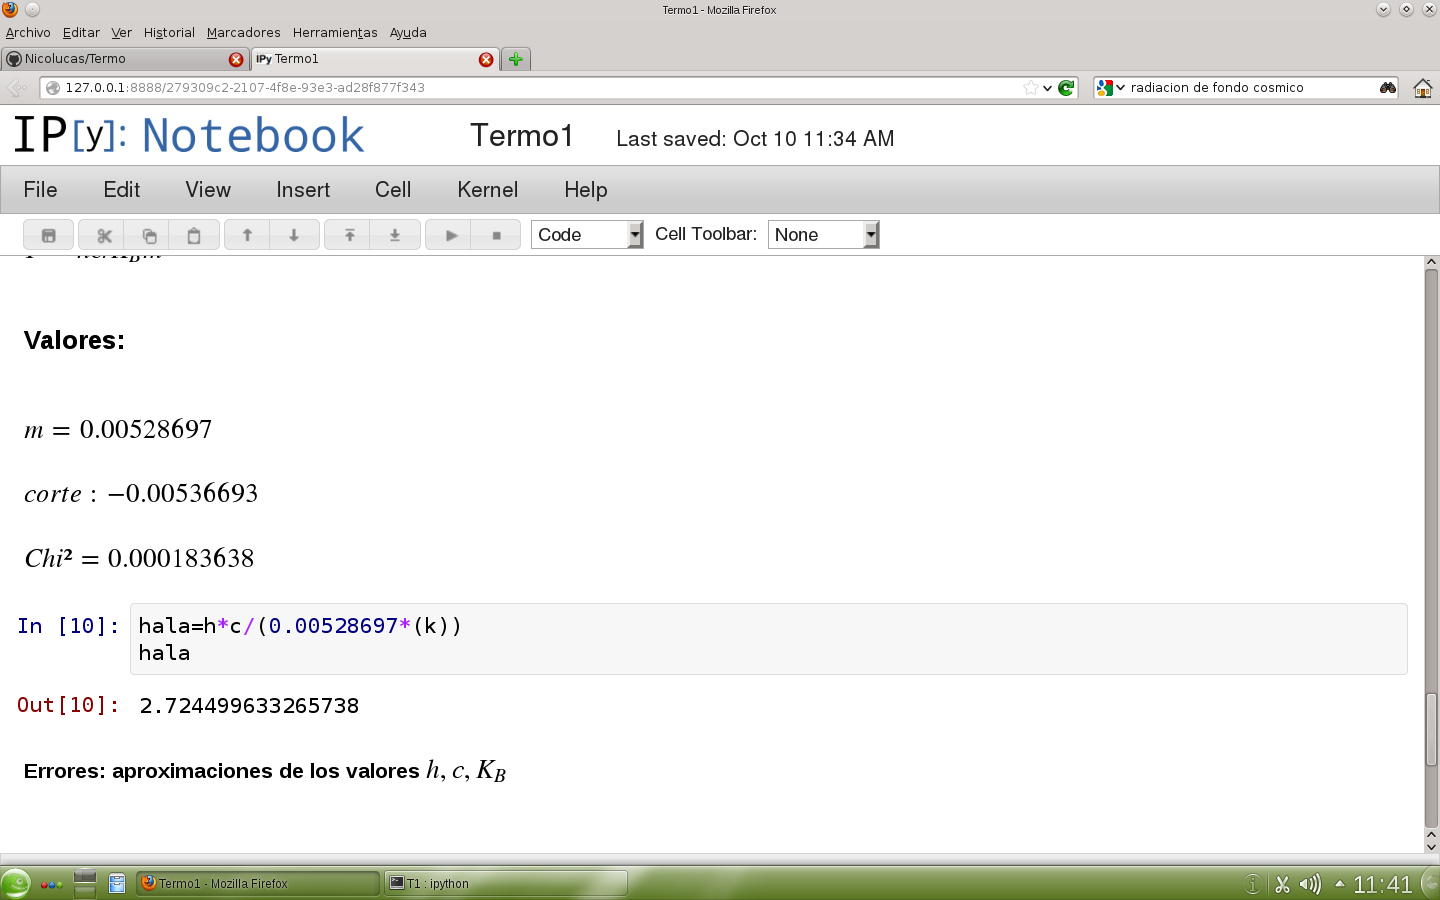 Termo1 - Mozilla Firefox
Archivo Editar Ver Historial Marcadores Herramientas Ayuda
Nicolucas/Termo
IPy Termo1
127.0.0.1:8888/279309c2-2107-4f8e-93e3-ad28f877f343
radiacion de fondo cosmico
IP[y]: Notebook Termo1 Last saved: Oct 10 11:34 AM
File Edit View Insert Cell Kernel Help
Code Cell Toolbar: None
Valores:
m = 0.00528697
corte : −0.00536693
Chi² = 0.000183638
In [10]: hala=h*c/(0.00528697*(k))
hala
Out[10]: 2.724499633265738
Errores: aproximaciones de los valores h, c, K_B
Termo1 - Mozilla Firefox
T1 : ipython
11:41